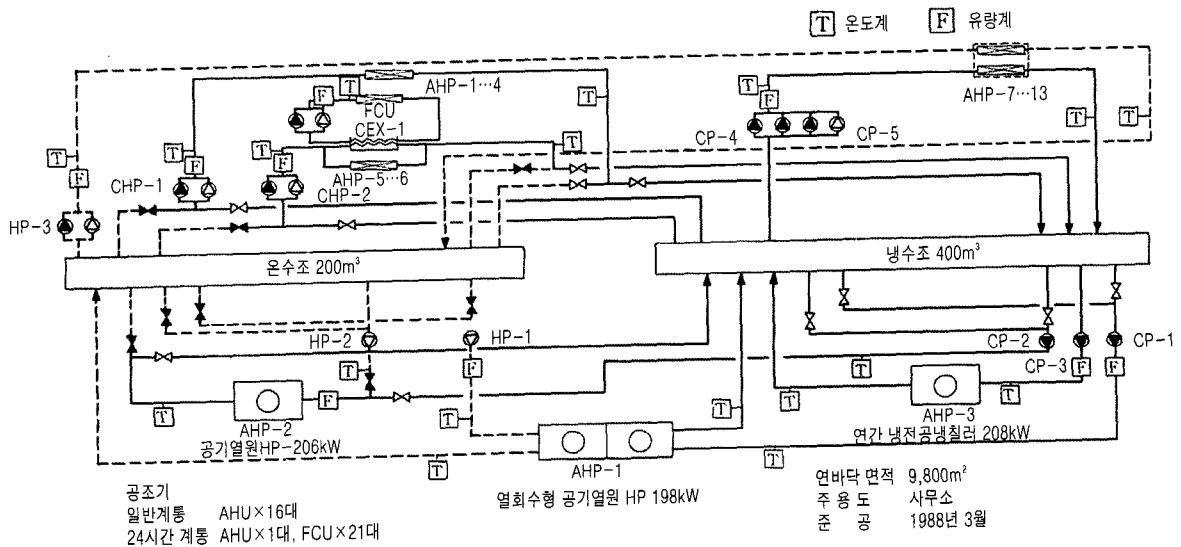 T 온도계 F 유량계
T AHP-1…4
F FCU
CEX-1
T T
T F AHP-7…13
T T
T F T F T
CP-4 CP-5
AHP-5…6
T F
CHP-1 CHP-2
HP-3
온수조 200m³
냉수조 400m³
HP-2 HP-1
CP-2 CP-1
CP-3
T F T F F
T F T T T
AHP-2
공기열원HP-206kW
AHP-3
연간 냉전공냉칠러 208kW
T T T
AHP-1
열회수형 공기열원 HP 198kW
공조기
일반계통 AHU×16대
24시간 계통 AHU×1대, FCU×21대
연바닥 면적 9,800m²
주 용 도 사무소
준 공 1988년 3월